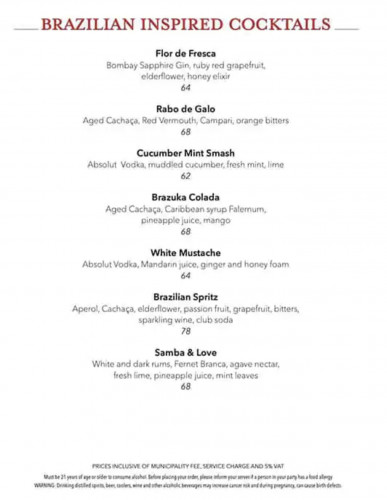 BRAZILIAN INSPIRED COCKTAILS
Flor de Fresca
Bombay Sapphire Gin, ruby red grapefruit,
elderflower, honey elixir
64
Rabo de Galo
Aged Cachaça, Red Vermouth, Campari, orange bitters
68
Cucumber Mint Smash
Absolut Vodka, muddled cucumber, fresh mint, lime
62
Brazuka Colada
Aged Cachaça, Caribbean syrup Falernum,
pineapple juice, mango
68
White Mustache
Absolut Vodka, Mandarin juice, ginger and honey foam
64
Brazilian Spritz
Aperol, Cachaça, elderflower, passion fruit, grapefruit, bitters,
sparkling wine, club soda
78
Samba & Love
White and dark rums, Fernet Branca, agave nectar,
fresh lime, pineapple juice, mint leaves
68
PRICES INCLUSIVE OF MUNICIPALITY FEE, SERVICE CHARGE AND 5% VAT
Must be 21 years of age or older to consume alcohol. Before placing your order, please inform your server if a person in your party has a food allergy
WARNING: Drinking distilled spirits, beer, coolers, wine and other alcoholic beverages may increase cancer risk and during pregnancy, can cause birth defects.